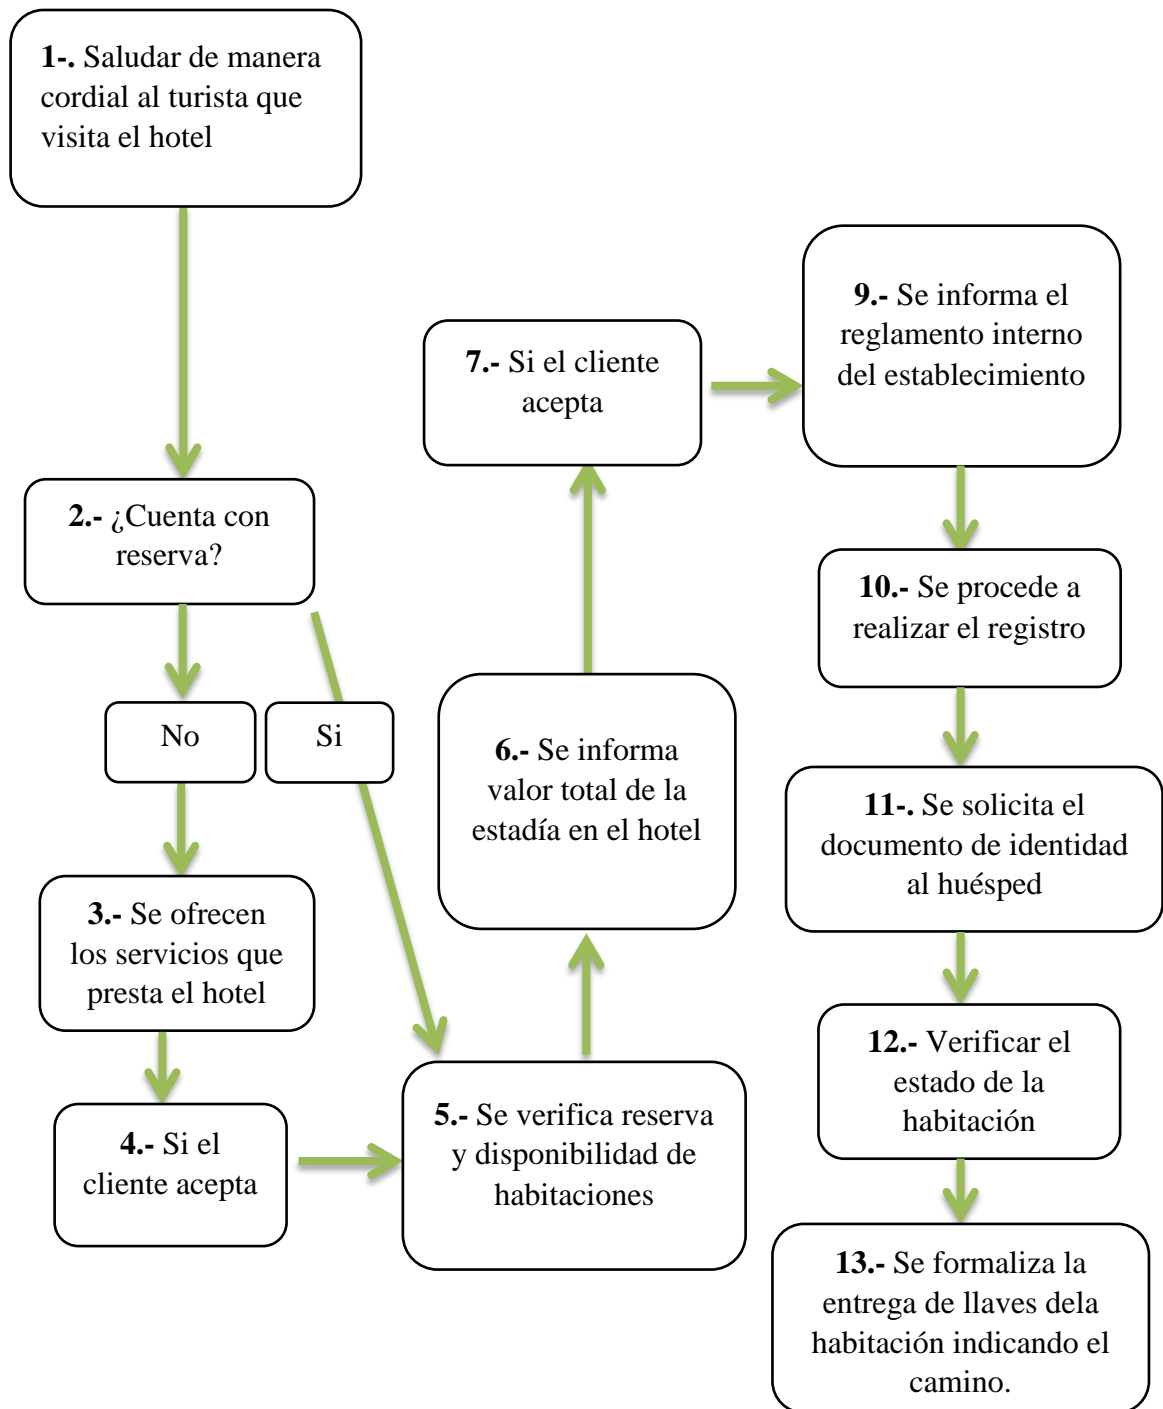 1-. Saludar de manera
cordial al turista que
visita el hotel
2.- ¿Cuenta con
reserva?
No
Si
3.- Se ofrecen
los servicios que
presta el hotel
4.- Si el
cliente acepta
5.- Se verifica reserva
y disponibilidad de
habitaciones
6.- Se informa
valor total de la
estadía en el hotel
7.- Si el cliente
acepta
9.- Se informa el
reglamento interno
del establecimiento
10.- Se procede a
realizar el registro
11-. Se solicita el
documento de identidad
al huésped
12.- Verificar el
estado de la
habitación
13.- Se formaliza la
entrega de llaves dela
habitación indicando el
camino.